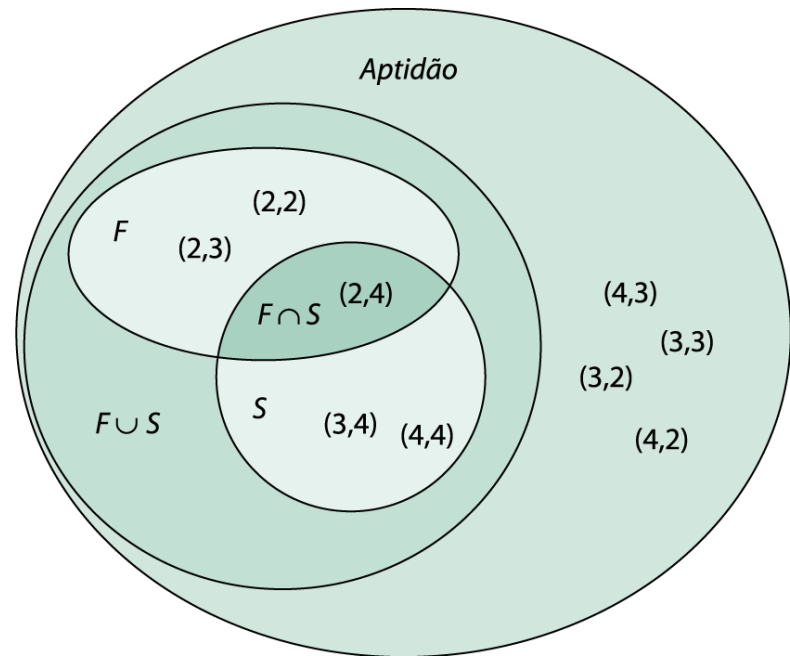 Aptidão
(2,2)
F
(2,3)
(2,4)
F ∩ S
(4,3)
(3,3)
(3,2)
S
(3,4)
(4,4)
F ∪ S
(4,2)